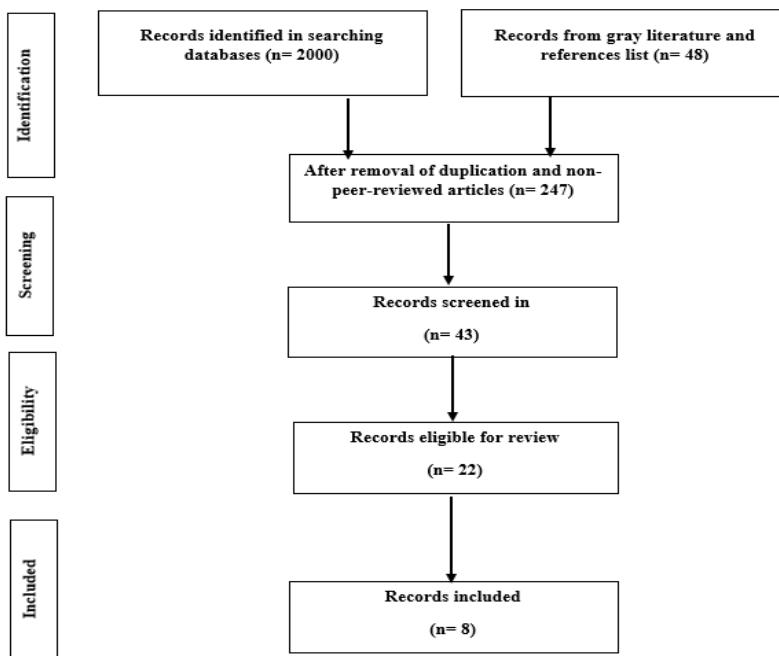 Identification
Records identified in searching
databases (n= 2000)
Records from gray literature and
references list (n= 48)
After removal of duplication and non-
peer-reviewed articles (n= 247)
Screening
Records screened in
(n= 43)
Eligibility
Records eligible for review
(n= 22)
Included
Records included
(n= 8)